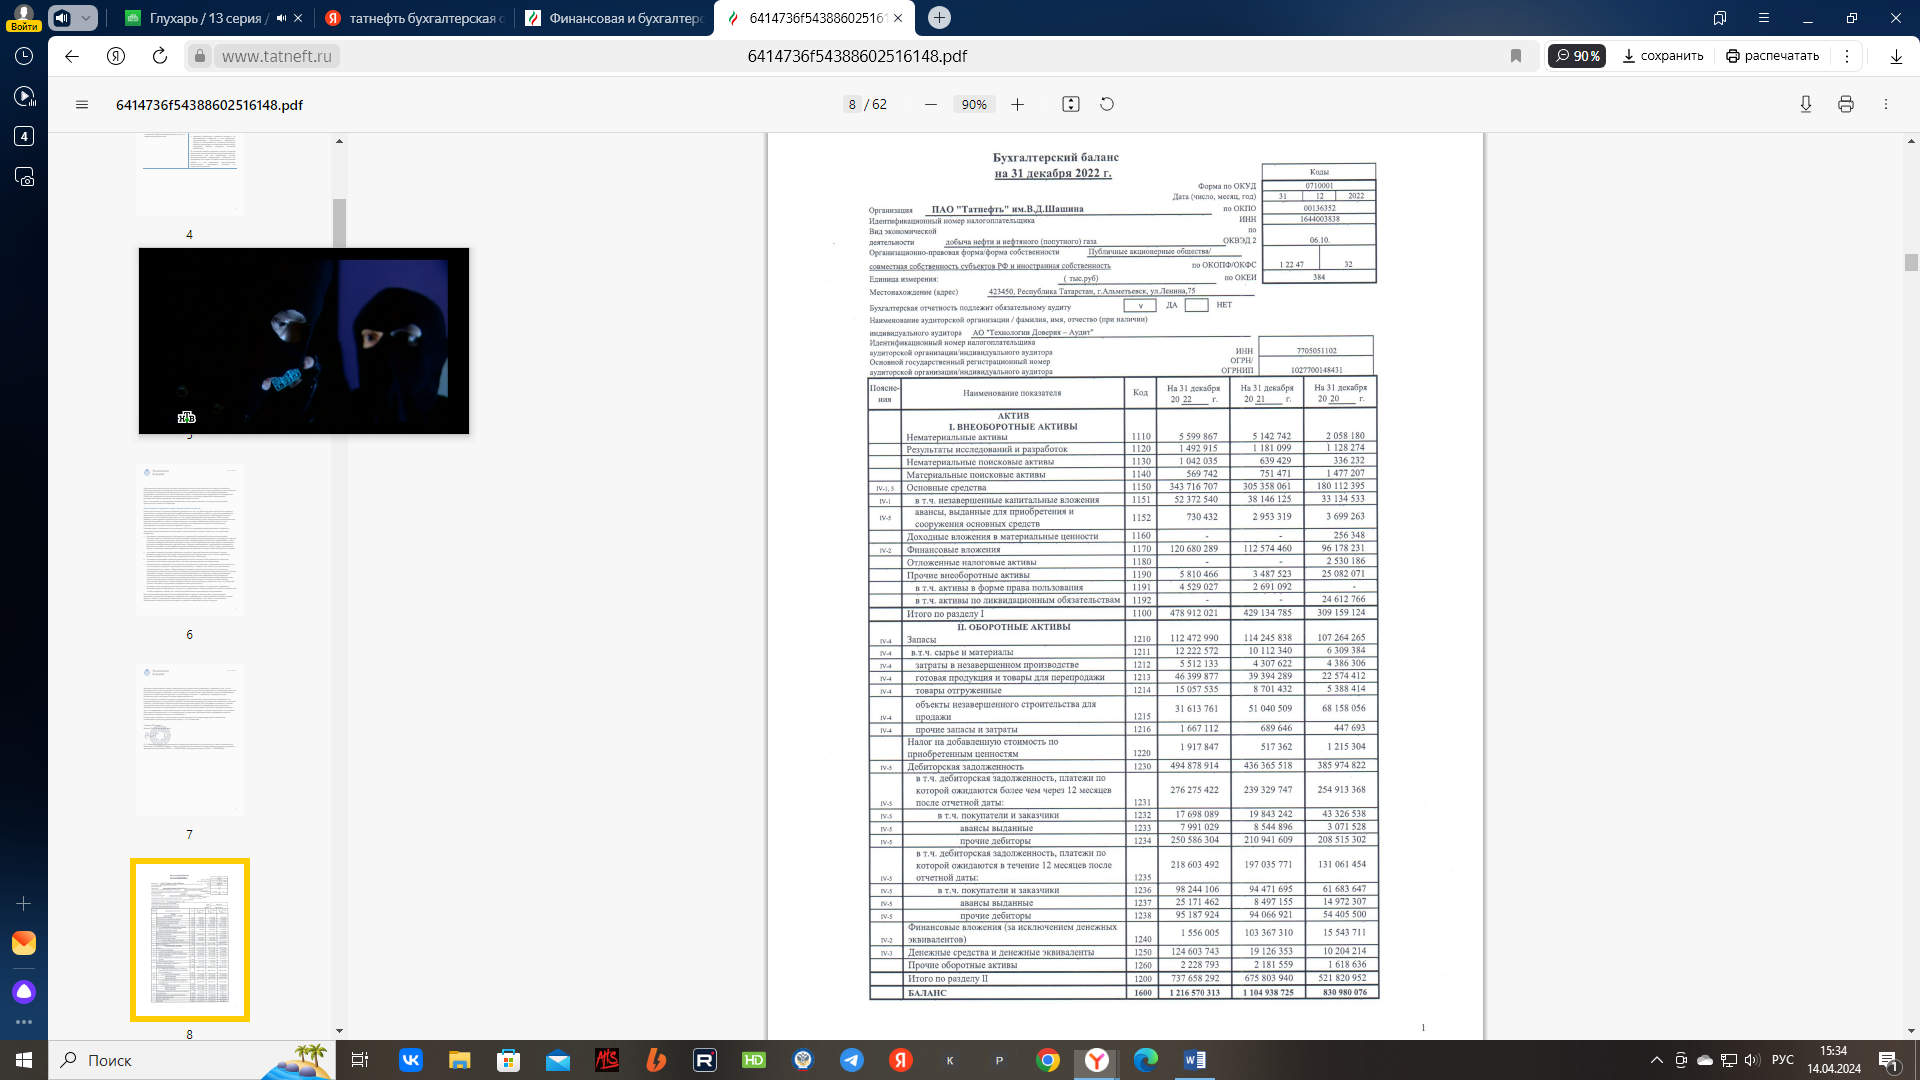 Войти
Глухарь / 13 серия /
татнефть бухгалтерская о
Финансовая и бухгалтерс
6414736f543886025161
www.tatneft.ru
6414736f54388602516148.pdf
90%
сохранить
распечатать
6414736f54388602516148.pdf
8 / 62
90%
4
4
НТВ
6
7
8
Бухгалтерский баланс
на 31 декабря 2022 г.
Коды
Форма по ОКУД 0710001
Дата (число, месяц, год) 31 12 2022
Организация ПАО "Татнефть" им.В.Д.Шашина по ОКПО 00136352
Идентификационный номер налогоплательщика ИНН 1644003838
Вид экономической по
деятельности добыча нефти и нефтяного (попутного) газа ОКВЭД 2 06.10.
Организационно-правовая форма/форма собственности Публичные акционерные общества/
совместная собственность субъектов РФ и иностранная собственность по ОКОПФ/ОКФС 1 22 47 32
Единица измерения: ( тыс.руб) по ОКЕИ 384
Местонахождение (адрес) 423450, Республика Татарстан, г.Альметьевск, ул.Ленина,75
Бухгалтерская отчетность подлежит обязательному аудиту v ДА НЕТ
Наименование аудиторской организации / фамилия, имя, отчество (при наличии)
индивидуального аудитора АО "Технологии Доверия – Аудит"
Идентификационный номер налогоплательщика
аудиторской организации/индивидуального аудитора ИНН 7705051102
Основной государственный регистрационный номер ОГРН/
аудиторской организации/индивидуального аудитора ОГРНИП 1027700148431
Поясне-ния Наименование показателя Код На 31 декабря 20 22 г. На 31 декабря 20 21 г. На 31 декабря 20 20 г.
АКТИВ
I. ВНЕОБОРОТНЫЕ АКТИВЫ
Нематериальные активы 1110 5 599 867 5 142 742 2 058 180
Результаты исследований и разработок 1120 1 492 915 1 181 099 1 128 274
Нематериальные поисковые активы 1130 1 042 035 639 429 336 232
Материальные поисковые активы 1140 569 742 751 471 1 477 207
IV-1, 5 Основные средства 1150 343 716 707 305 358 061 180 112 395
IV-1 в т.ч. незавершенные капитальные вложения 1151 52 372 540 38 146 125 33 134 533
IV-5 авансы, выданные для приобретения и
сооружения основных средств 1152 730 432 2 953 319 3 699 263
Доходные вложения в материальные ценности 1160 - - 256 348
IV-2 Финансовые вложения 1170 120 680 289 112 574 460 96 178 231
Отложенные налоговые активы 1180 - - 2 530 186
Прочие внеоборотные активы 1190 5 810 466 3 487 523 25 082 071
в т.ч. активы в форме права пользования 1191 4 529 027 2 691 092 -
в т.ч. активы по ликвидационным обязательствам 1192 - - 24 612 766
Итого по разделу I 1100 478 912 021 429 134 785 309 159 124
II. ОБОРОТНЫЕ АКТИВЫ
IV-4 Запасы 1210 112 472 990 114 245 838 107 264 265
IV-4 в.т.ч. сырье и материалы 1211 12 222 572 10 112 340 6 309 384
IV-4 затраты в незавершенном производстве 1212 5 512 133 4 307 622 4 386 306
IV-4 готовая продукция и товары для перепродажи 1213 46 399 877 39 394 289 22 574 412
IV-4 товары отгруженные 1214 15 057 535 8 701 432 5 388 414
объекты незавершенного строительства для
IV-4 продажи 1215 31 613 761 51 040 509 68 158 056
IV-4 прочие запасы и затраты 1216 1 667 112 689 646 447 693
Налог на добавленную стоимость по
приобретенным ценностям 1220 1 917 847 517 362 1 215 304
IV-5 Дебиторская задолженность 1230 494 878 914 436 365 518 385 974 822
в т.ч. дебиторская задолженность, платежи по
которой ожидаются более чем через 12 месяцев 276 275 422 239 329 747 254 913 368
IV-5 после отчетной даты: 1231
IV-5 в т.ч. покупатели и заказчики 1232 17 698 089 19 843 242 43 326 538
IV-5 авансы выданные 1233 7 991 029 8 544 896 3 071 528
IV-5 прочие дебиторы 1234 250 586 304 210 941 609 208 515 302
в т.ч. дебиторская задолженность, платежи по
которой ожидаются в течение 12 месяцев после 218 603 492 197 035 771 131 061 454
IV-5 отчетной даты: 1235
IV-5 в т.ч. покупатели и заказчики 1236 98 244 106 94 471 695 61 683 647
IV-5 авансы выданные 1237 25 171 462 8 497 155 14 972 307
IV-5 прочие дебиторы 1238 95 187 924 94 066 921 54 405 500
Финансовые вложения (за исключением денежных
IV-2 эквивалентов) 1240 1 556 005 103 367 310 15 543 711
IV-3 Денежные средства и денежные эквиваленты 1250 124 603 743 19 126 353 10 204 214
Прочие оборотные активы 1260 2 228 793 2 181 559 1 618 636
Итого по разделу II 1200 737 658 292 675 803 940 521 820 952
БАЛАНС 1600 1 216 570 313 1 104 938 725 830 980 076
1
Поиск
HD
K
P
РУС
15:34
14.04.2024
1